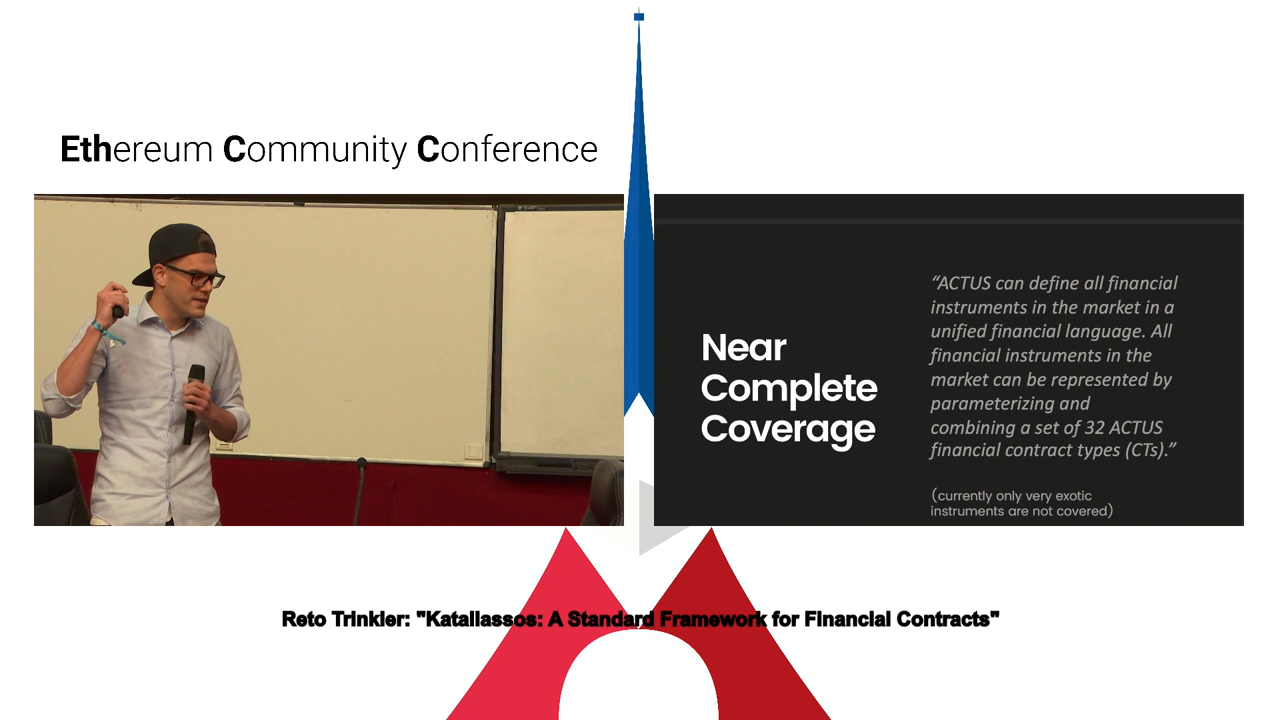 Ethereum Community Conference
Near
Complete
Coverage
“ACTUS can define all financial
instruments in the market in a
unified financial language. All
financial instruments in the
market can be represented by
parameterizing and
combining a set of 32 ACTUS
financial contract types (CTs).”
(currently only very exotic
instruments are not covered)
Reto Trinkler: "Katallassos: A Standard Framework for Financial Contracts"